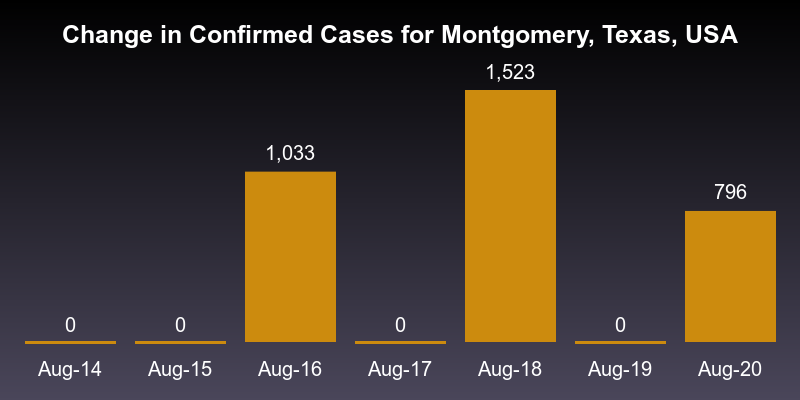 Change in Confirmed Cases for Montgomery, Texas, USA
1,523
1,033
796
0 0 0 0
Aug-14 Aug-15 Aug-16 Aug-17 Aug-18 Aug-19 Aug-20